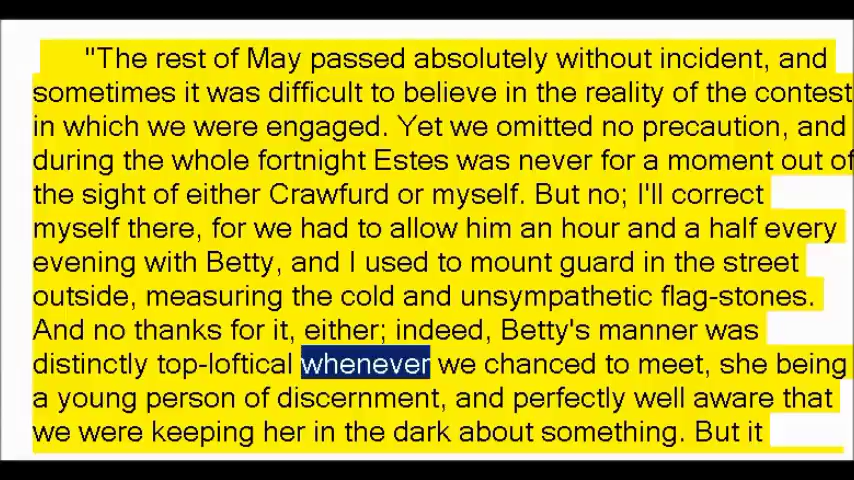 "The rest of May passed absolutely without incident, and
sometimes it was difficult to believe in the reality of the contest
in which we were engaged. Yet we omitted no precaution, and
during the whole fortnight Estes was never for a moment out of
the sight of either Crawfurd or myself. But no; I'll correct
myself there, for we had to allow him an hour and a half every
evening with Betty, and I used to mount guard in the street
outside, measuring the cold and unsympathetic flag-stones.
And no thanks for it, either; indeed, Betty's manner was
distinctly top-loftical whenever we chanced to meet, she being
a young person of discernment, and perfectly well aware that
we were keeping her in the dark about something. But it